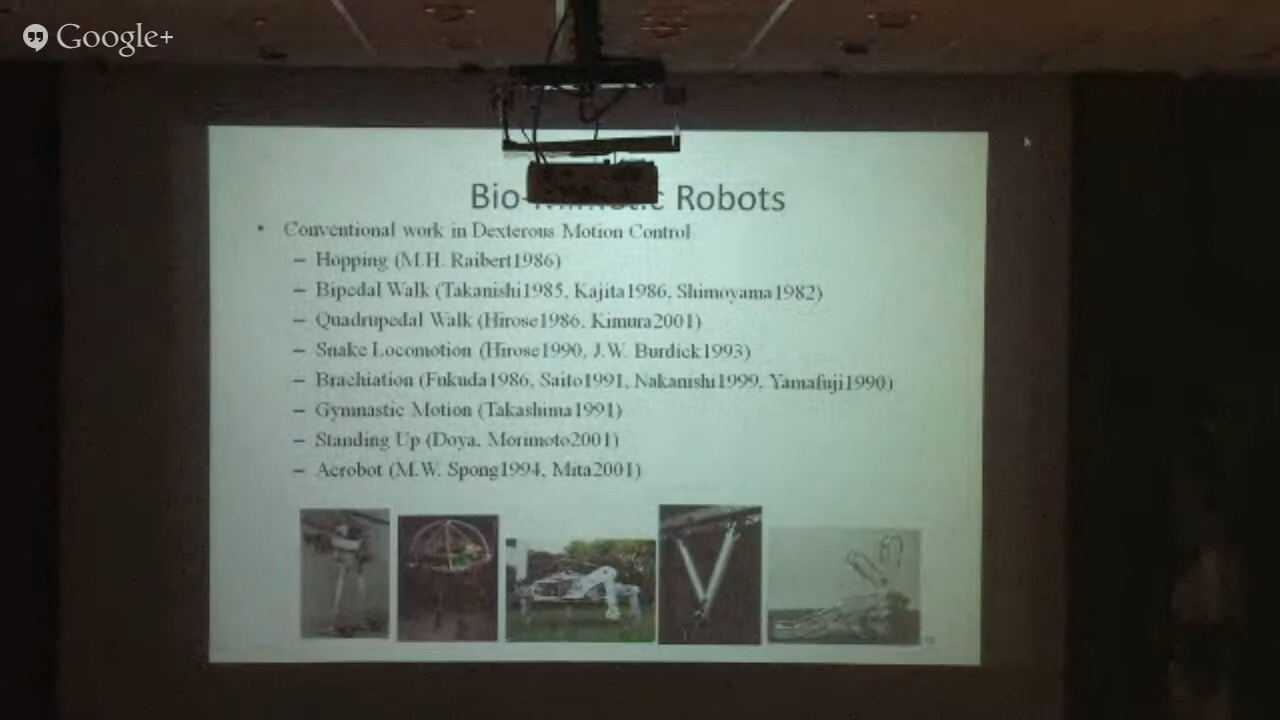 Google+
Bio-Mimetic Robots
• Conventional work in Dexterous Motion Control
– Hopping (M.H. Raibert1986)
– Bipedal Walk (Takanishi1985, Kajita1986, Shimoyama1982)
– Quadrupedal Walk (Hirose1986, Kimura2001)
– Snake Locomotion (Hirose1990, J.W. Burdick1993)
– Brachiation (Fukuda1986, Saito1991, Nakanishi1999, Yamafuji1990)
– Gymnastic Motion (Takashima1991)
– Standing Up (Doya, Morimoto2001)
– Acrobot (M.W. Spong1994, Mita2001)